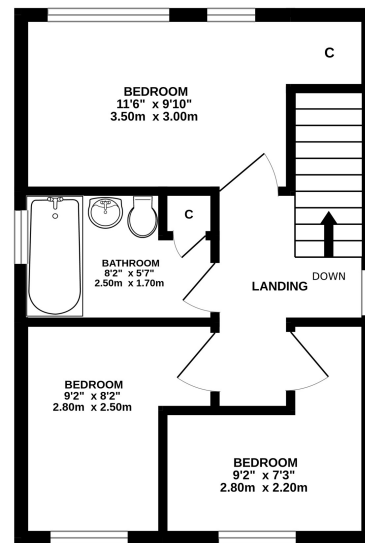 C
BEDROOM
11'6" x 9'10"
3.50m x 3.00m
C
BATHROOM
8'2" x 5'7"
2.50m x 1.70m
DOWN
LANDING
BEDROOM
9'2" x 8'2"
2.80m x 2.50m
BEDROOM
9'2" x 7'3"
2.80m x 2.20m